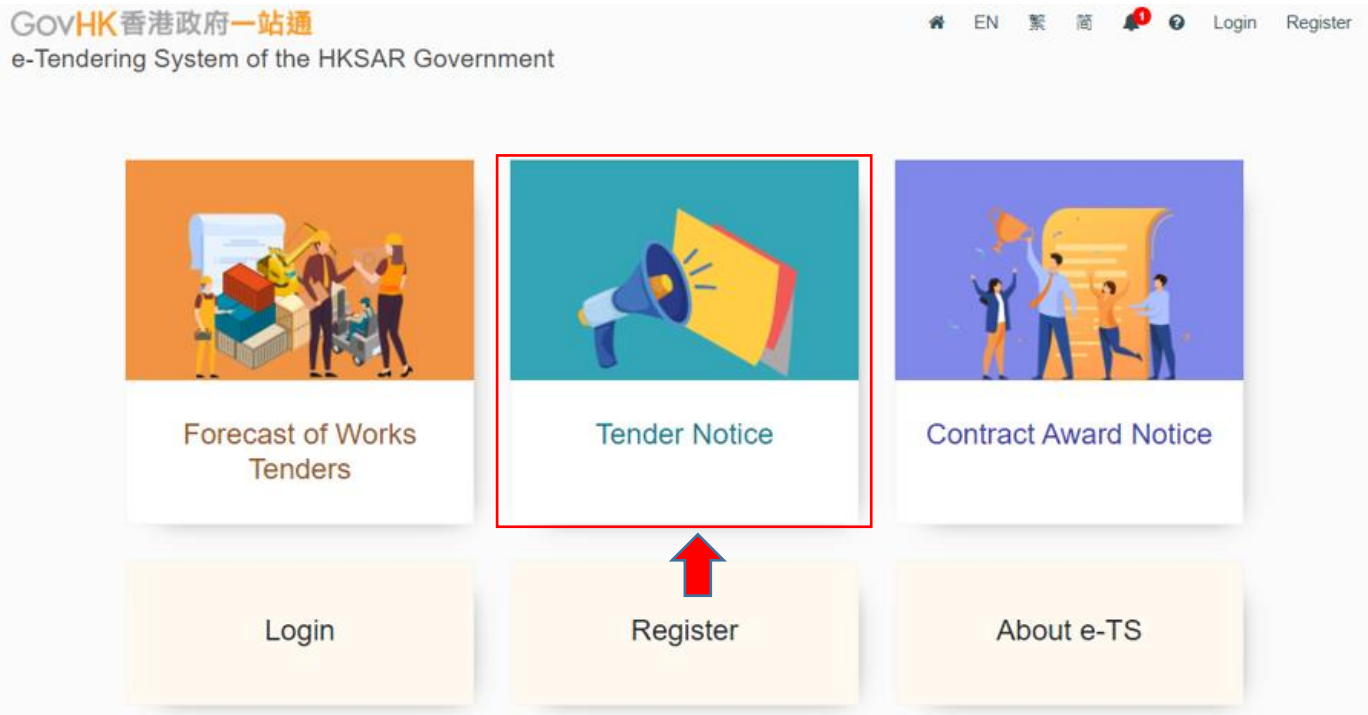 GovHK香港政府一站通
EN 繁 简 1 Login Register
e-Tendering System of the HKSAR Government
Forecast of Works
Tenders
Tender Notice
Contract Award Notice
Login
Register
About e-TS